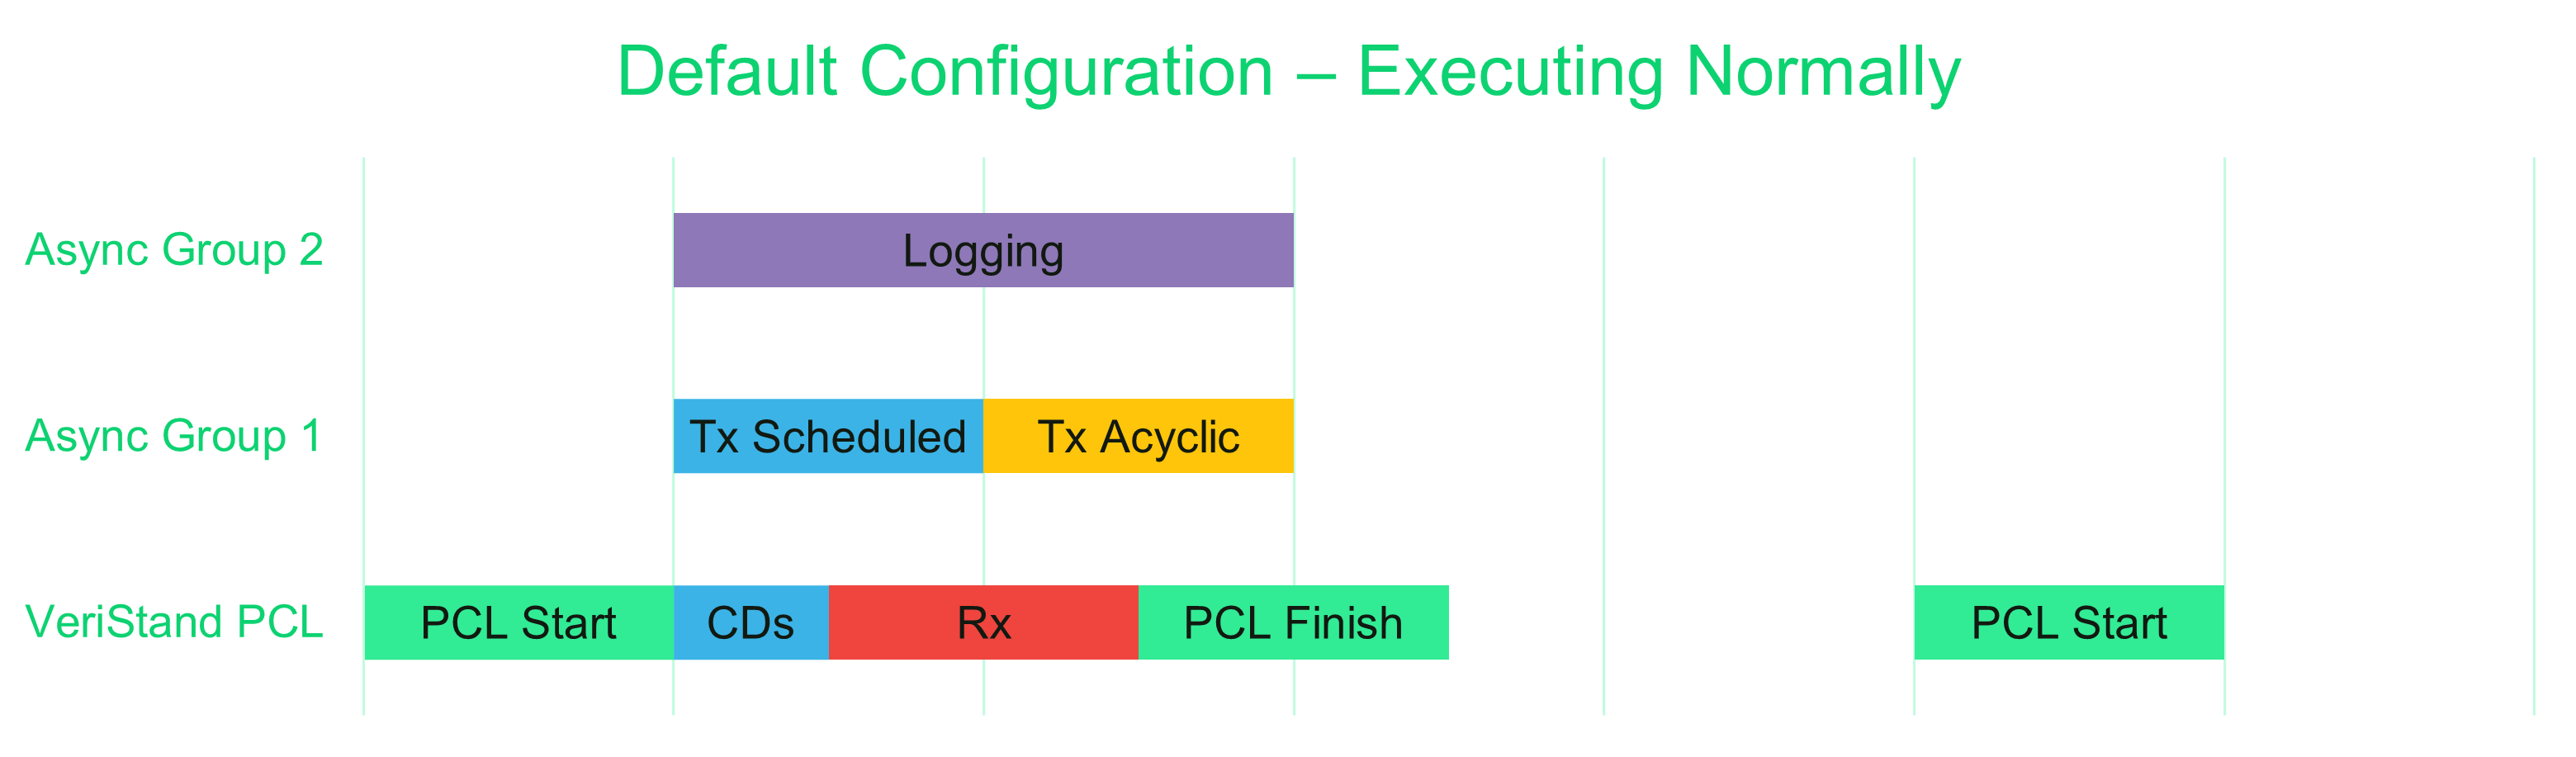 Default Configuration – Executing Normally
Async Group 2
Logging
Async Group 1
Tx Scheduled
Tx Acyclic
VeriStand PCL
PCL Start
CDs
Rx
PCL Finish
PCL Start